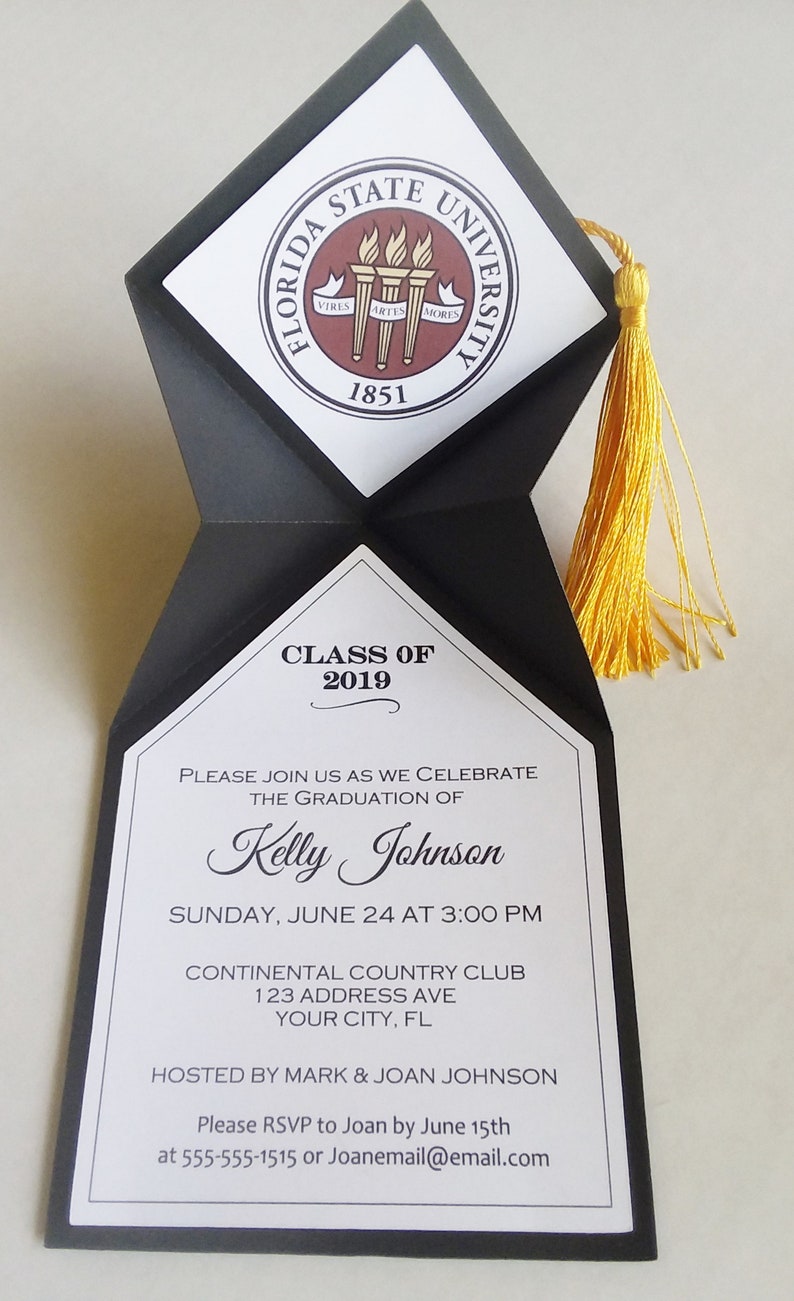 FLORIDA STATE UNIVERSITY
VIRES ARTES MORES
1851
CLASS OF
2019
PLEASE JOIN US AS WE CELEBRATE
THE GRADUATION OF
Kelly Johnson
SUNDAY, JUNE 24 AT 3:00 PM
CONTINENTAL COUNTRY CLUB
123 ADDRESS AVE
YOUR CITY, FL
HOSTED BY MARK & JOAN JOHNSON
Please RSVP to Joan by June 15th
at 555-555-1515 or Joanemail@email.com